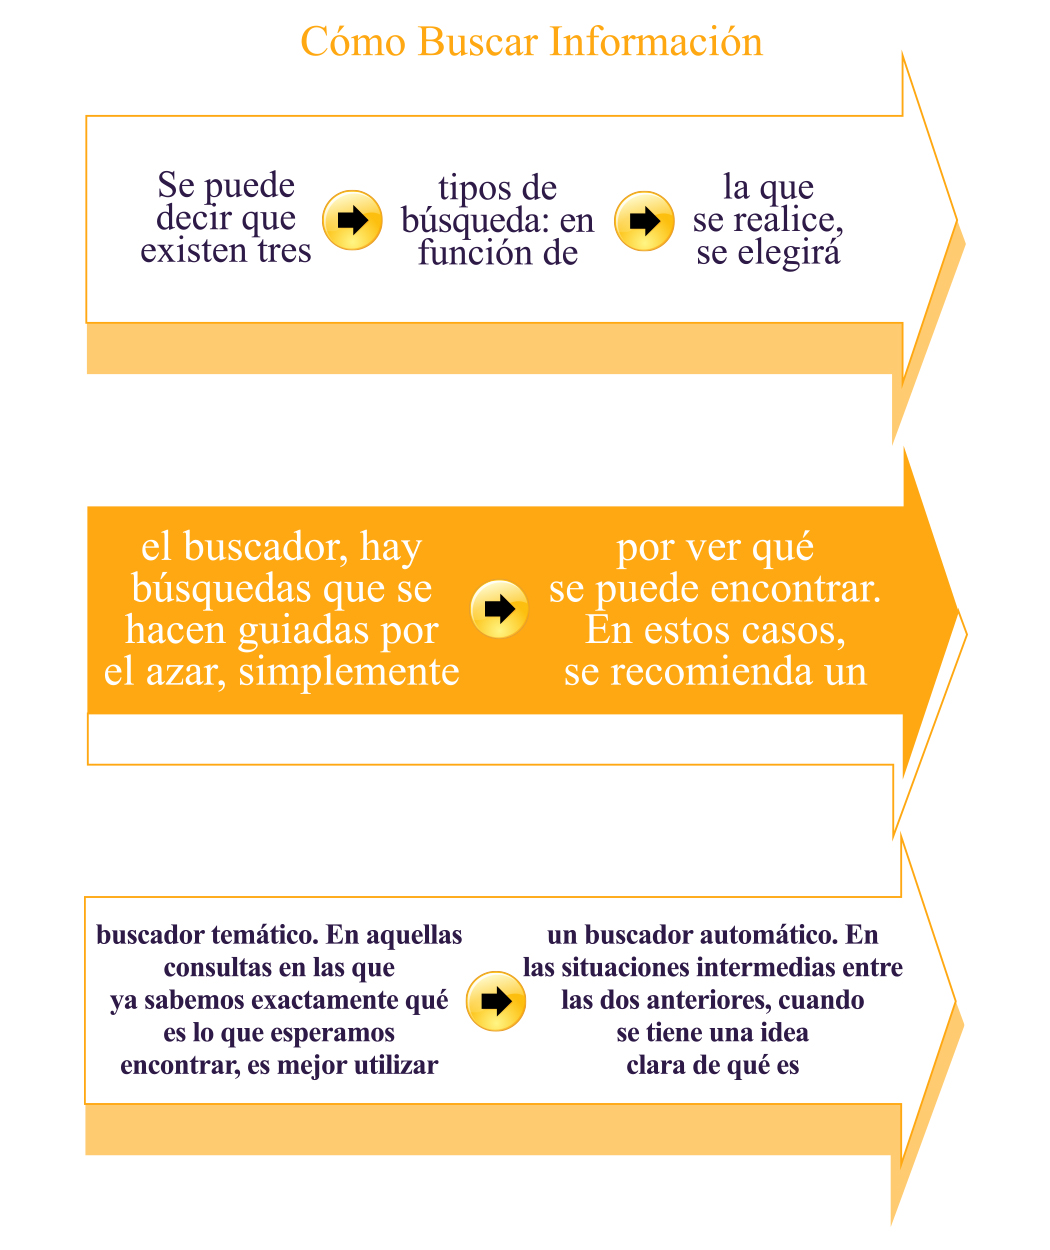 Cómo Buscar Información
Se puede
decir que
existen tres
tipos de
búsqueda: en
función de
la que
se realice,
se elegirá
el buscador, hay
búsquedas que se
hacen guiadas por
el azar, simplemente
por ver qué
se puede encontrar.
En estos casos,
se recomienda un
buscador temático. En aquellas
consultas en las que
ya sabemos exactamente qué
es lo que esperamos
encontrar, es mejor utilizar
un buscador automático. En
las situaciones intermedias entre
las dos anteriores, cuando
se tiene una idea
clara de qué es